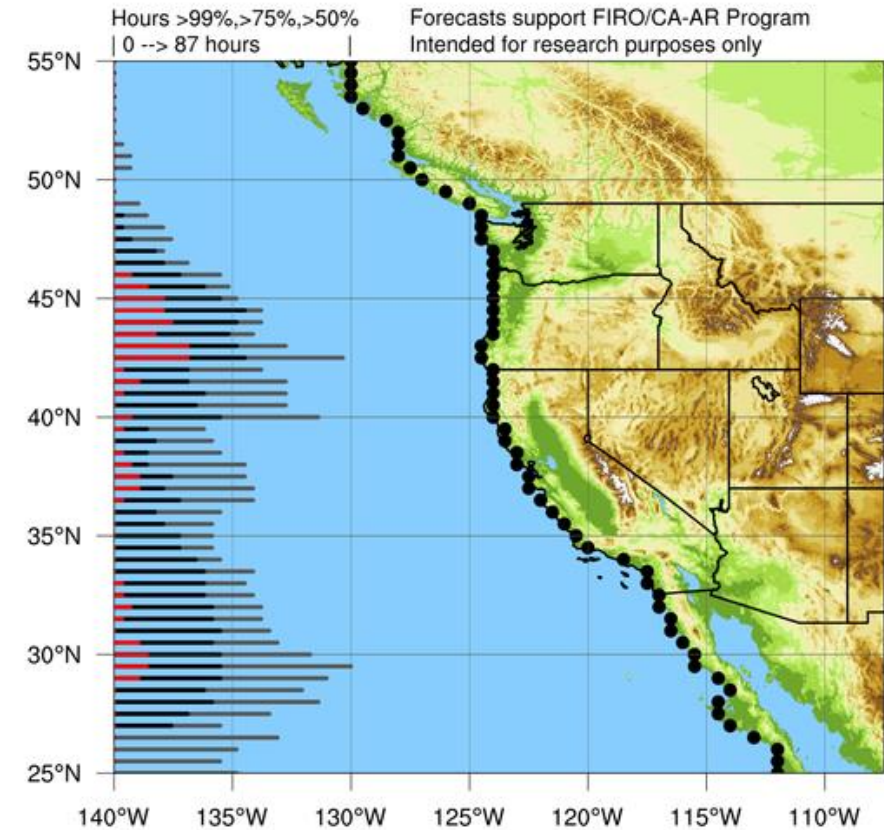 Hours >99%,>75%,>50% Forecasts support FIRO/CA-AR Program
| 0 --> 87 hours | Intended for research purposes only
55°N
50°N
45°N
40°N
35°N
30°N
25°N
140°W 135°W 130°W 125°W 120°W 115°W 110°W